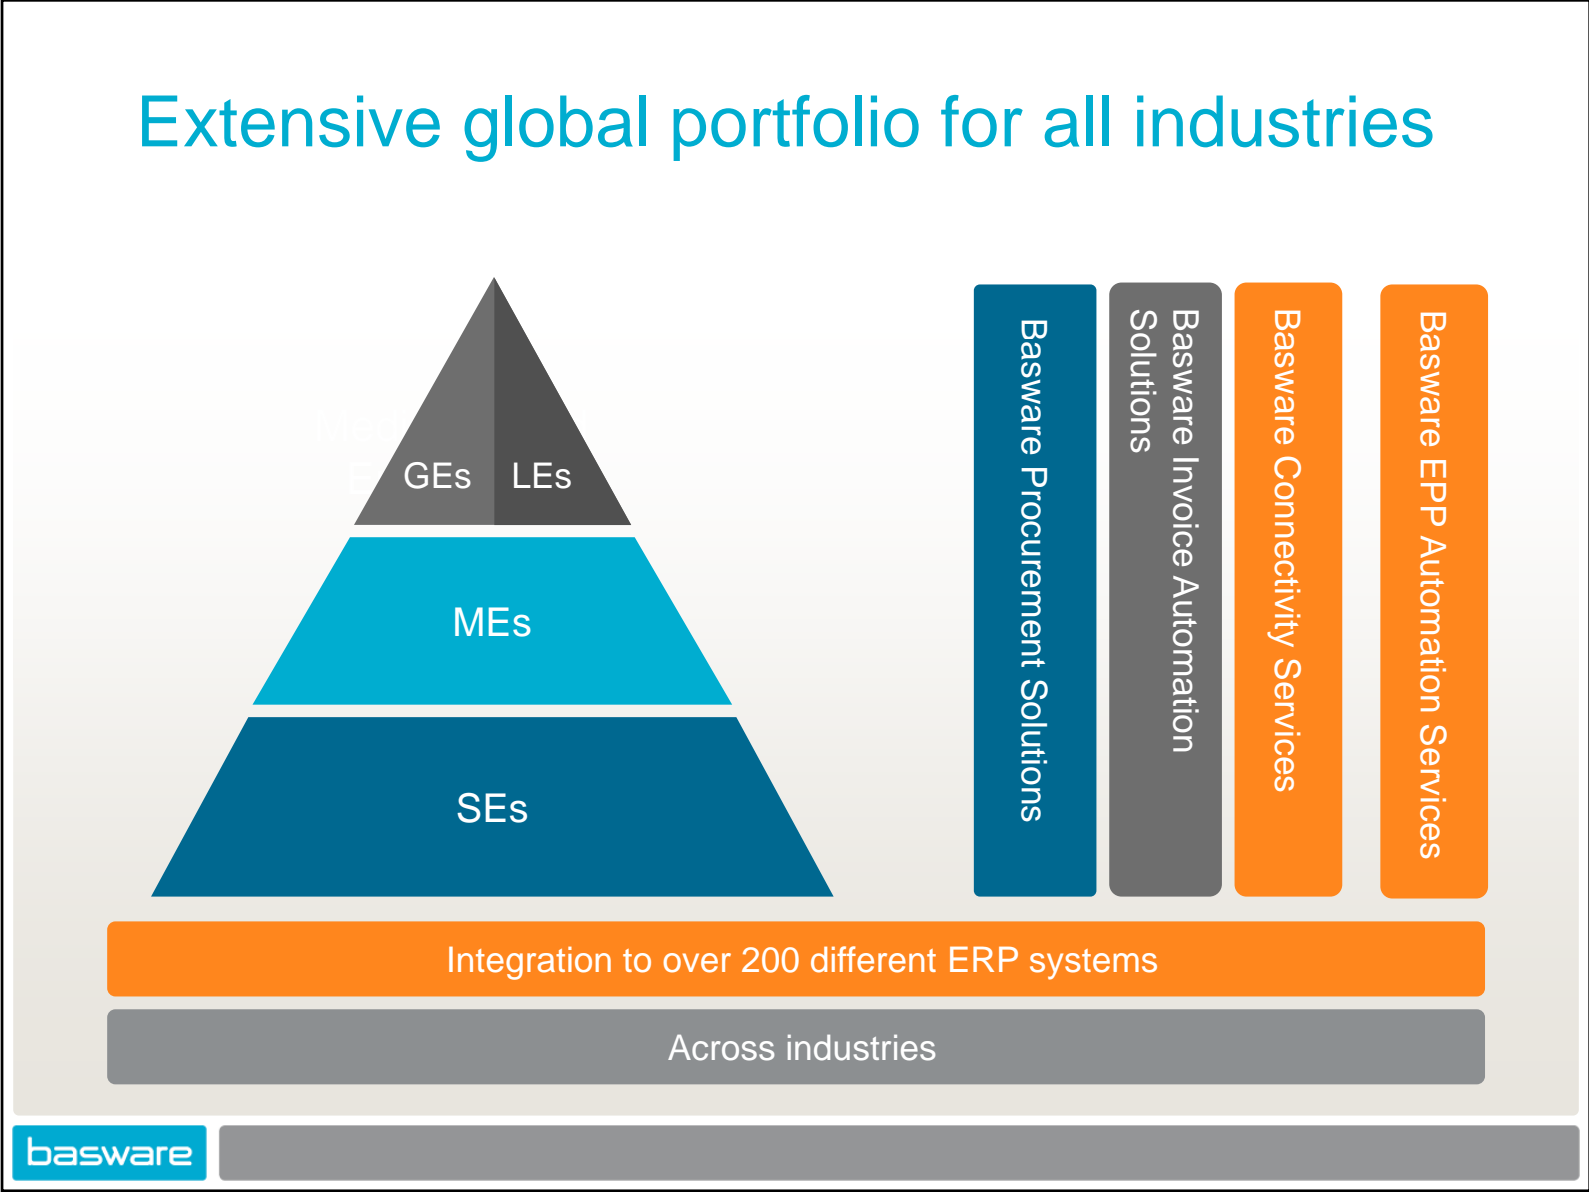 Extensive global portfolio for all industries
GEs
LEs
MEs
SEs
Basware Procurement Solutions
Basware Invoice Automation
Solutions
Basware Connectivity Services
Basware EPP Automation Services
Integration to over 200 different ERP systems
Across industries
basware